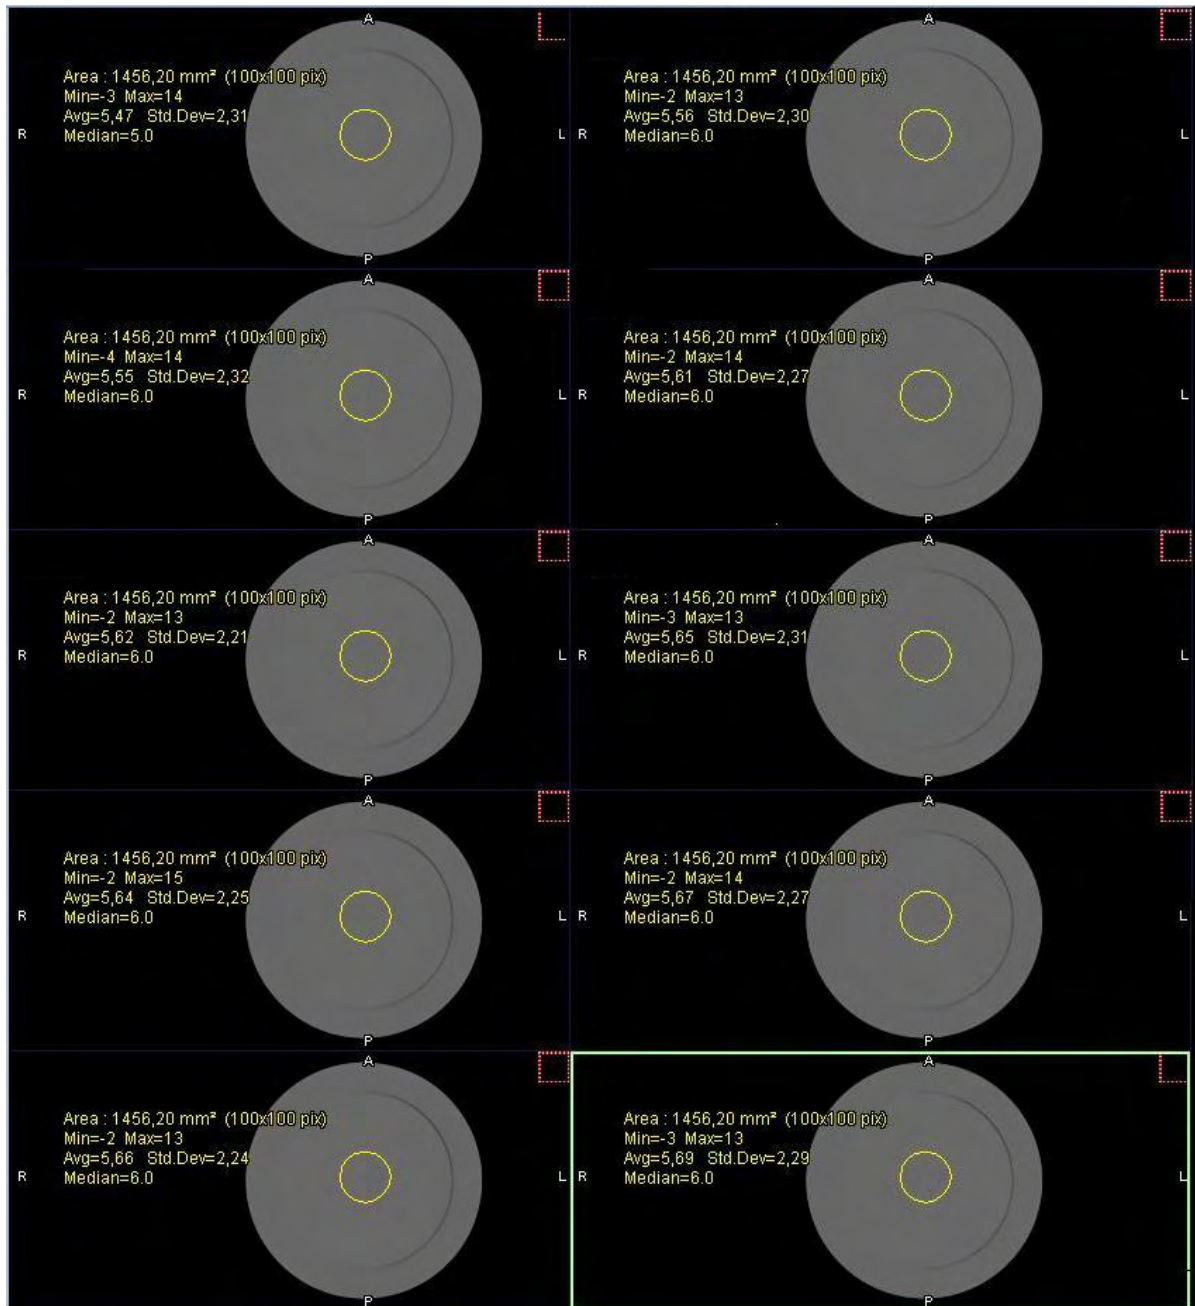 A
A
Area : 1456,20 mm² (100x100 pix)
Min=-3 Max=14
Avg=5,47 Std.Dev=2,31
Median=5.0
R
L
P
Area : 1456,20 mm² (100x100 pix)
Min=-2 Max=13
Avg=5,56 Std.Dev=2,30
Median=6.0
L
P
A
A
Area : 1456,20 mm² (100x100 pix)
Min=-4 Max=14
Avg=5,55 Std.Dev=2,32
Median=6.0
R
L
P
Area : 1456,20 mm² (100x100 pix)
Min=-2 Max=14
Avg=5,61 Std.Dev=2,27
Median=6.0
R
L
P
A
A
Area : 1456,20 mm² (100x100 pix)
Min=-2 Max=13
Avg=5,62 Std.Dev=2,21
Median=6.0
R
L
P
Area : 1456,20 mm² (100x100 pix)
Min=-3 Max=13
Avg=5,65 Std.Dev=2,31
Median=6.0
R
L
P
A
A
Area : 1456,20 mm² (100x100 pix)
Min=-2 Max=15
Avg=5,64 Std.Dev=2,25
Median=6.0
R
L
P
Area : 1456,20 mm² (100x100 pix)
Min=-2 Max=14
Avg=5,67 Std.Dev=2,27
Median=6.0
R
L
P
A
A
Area : 1456,20 mm² (100x100 pix)
Min=-2 Max=13
Avg=5,66 Std.Dev=2,24
Median=6.0
R
L
P
Area : 1456,20 mm² (100x100 pix)
Min=-3 Max=13
Avg=5,69 Std.Dev=2,29
Median=6.0
R
L
P